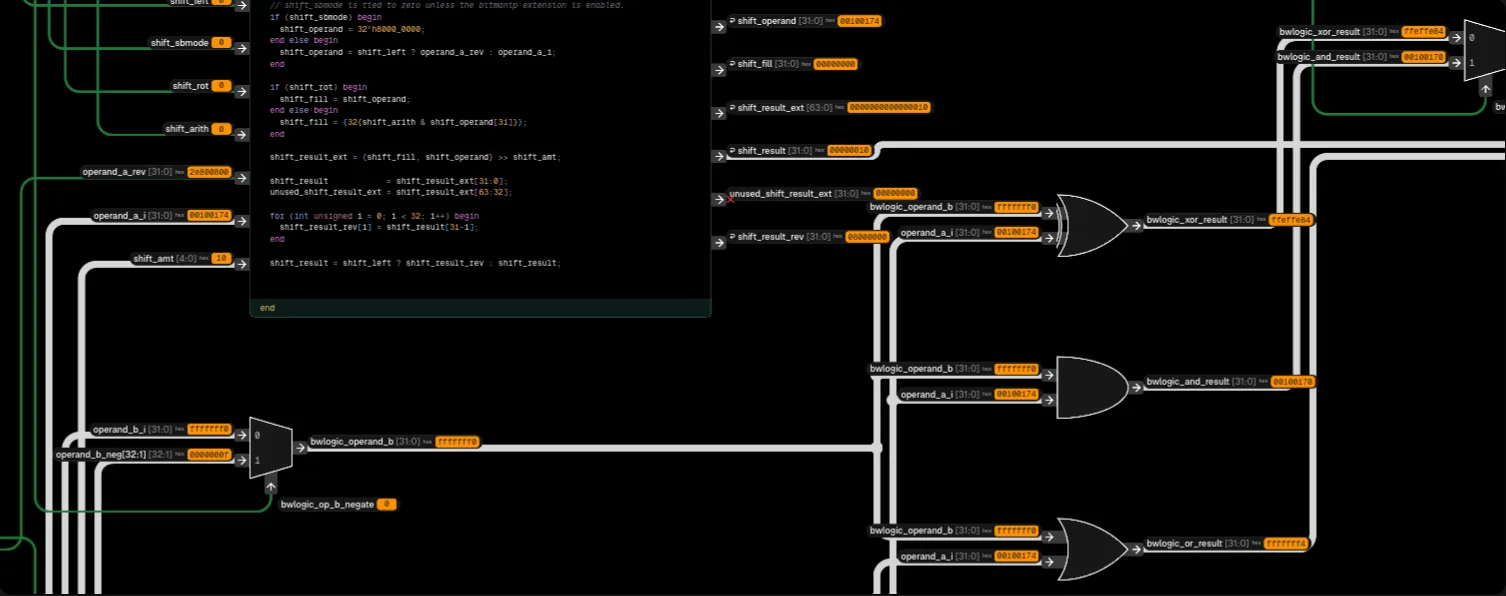 shift_left
shift_sbmode 0
shift_rot 0
shift_arith 0
operand_a_rev [31:0] hex 2e800800
operand_a_i [31:0] hex 00100174
shift_amt [4:0] hex 10
// shift_sbmode is tied to zero unless the bitmanip extension is enabled.
if (shift_sbmode) begin
shift_operand = 32'h8000_0000;
end else begin
shift_operand = shift_left ? operand_a_rev : operand_a_i;
end
if (shift_rot) begin
shift_fill = shift_operand;
end else begin
shift_fill = {32{shift_arith & shift_operand[31]}};
end
shift_result_ext = {shift_fill, shift_operand} >> shift_amt;
shift_result = shift_result_ext[31:0];
unused_shift_result_ext = shift_result_ext[63:32];
for (int unsigned i = 0; i < 32; i++) begin
shift_result_rev[i] = shift_result[31-i];
end
shift_result = shift_left ? shift_result_rev : shift_result;
end
shift_operand [31:0] hex 00100174
shift_fill [31:0] hex 00000000
shift_result_ext [63:0] hex 0000000000000010
shift_result [31:0] hex 00000010
unused_shift_result_ext [31:0] hex 00000000
shift_result_rev [31:0] hex 08000000
bwlogic_operand_b [31:0] hex fffffff0
operand_a_i [31:0] hex 00100174
bwlogic_xor_result [31:0] hex ffeffe84
bwlogic_xor_result [31:0] hex ffeffe84
bwlogic_and_result [31:0] hex 00100170
0
1
bw
bwlogic_operand_b [31:0] hex fffffff0
operand_a_i [31:0] hex 00100174
bwlogic_and_result [31:0] hex 00100170
operand_b_i [31:0] hex fffffff0
operand_b_neg[32:1] [32:1] hex 0000000f
0
1
bwlogic_operand_b [31:0] hex fffffff0
bwlogic_op_b_negate 0
bwlogic_operand_b [31:0] hex fffffff0
operand_a_i [31:0] hex 00100174
bwlogic_or_result [31:0] hex fffffff4